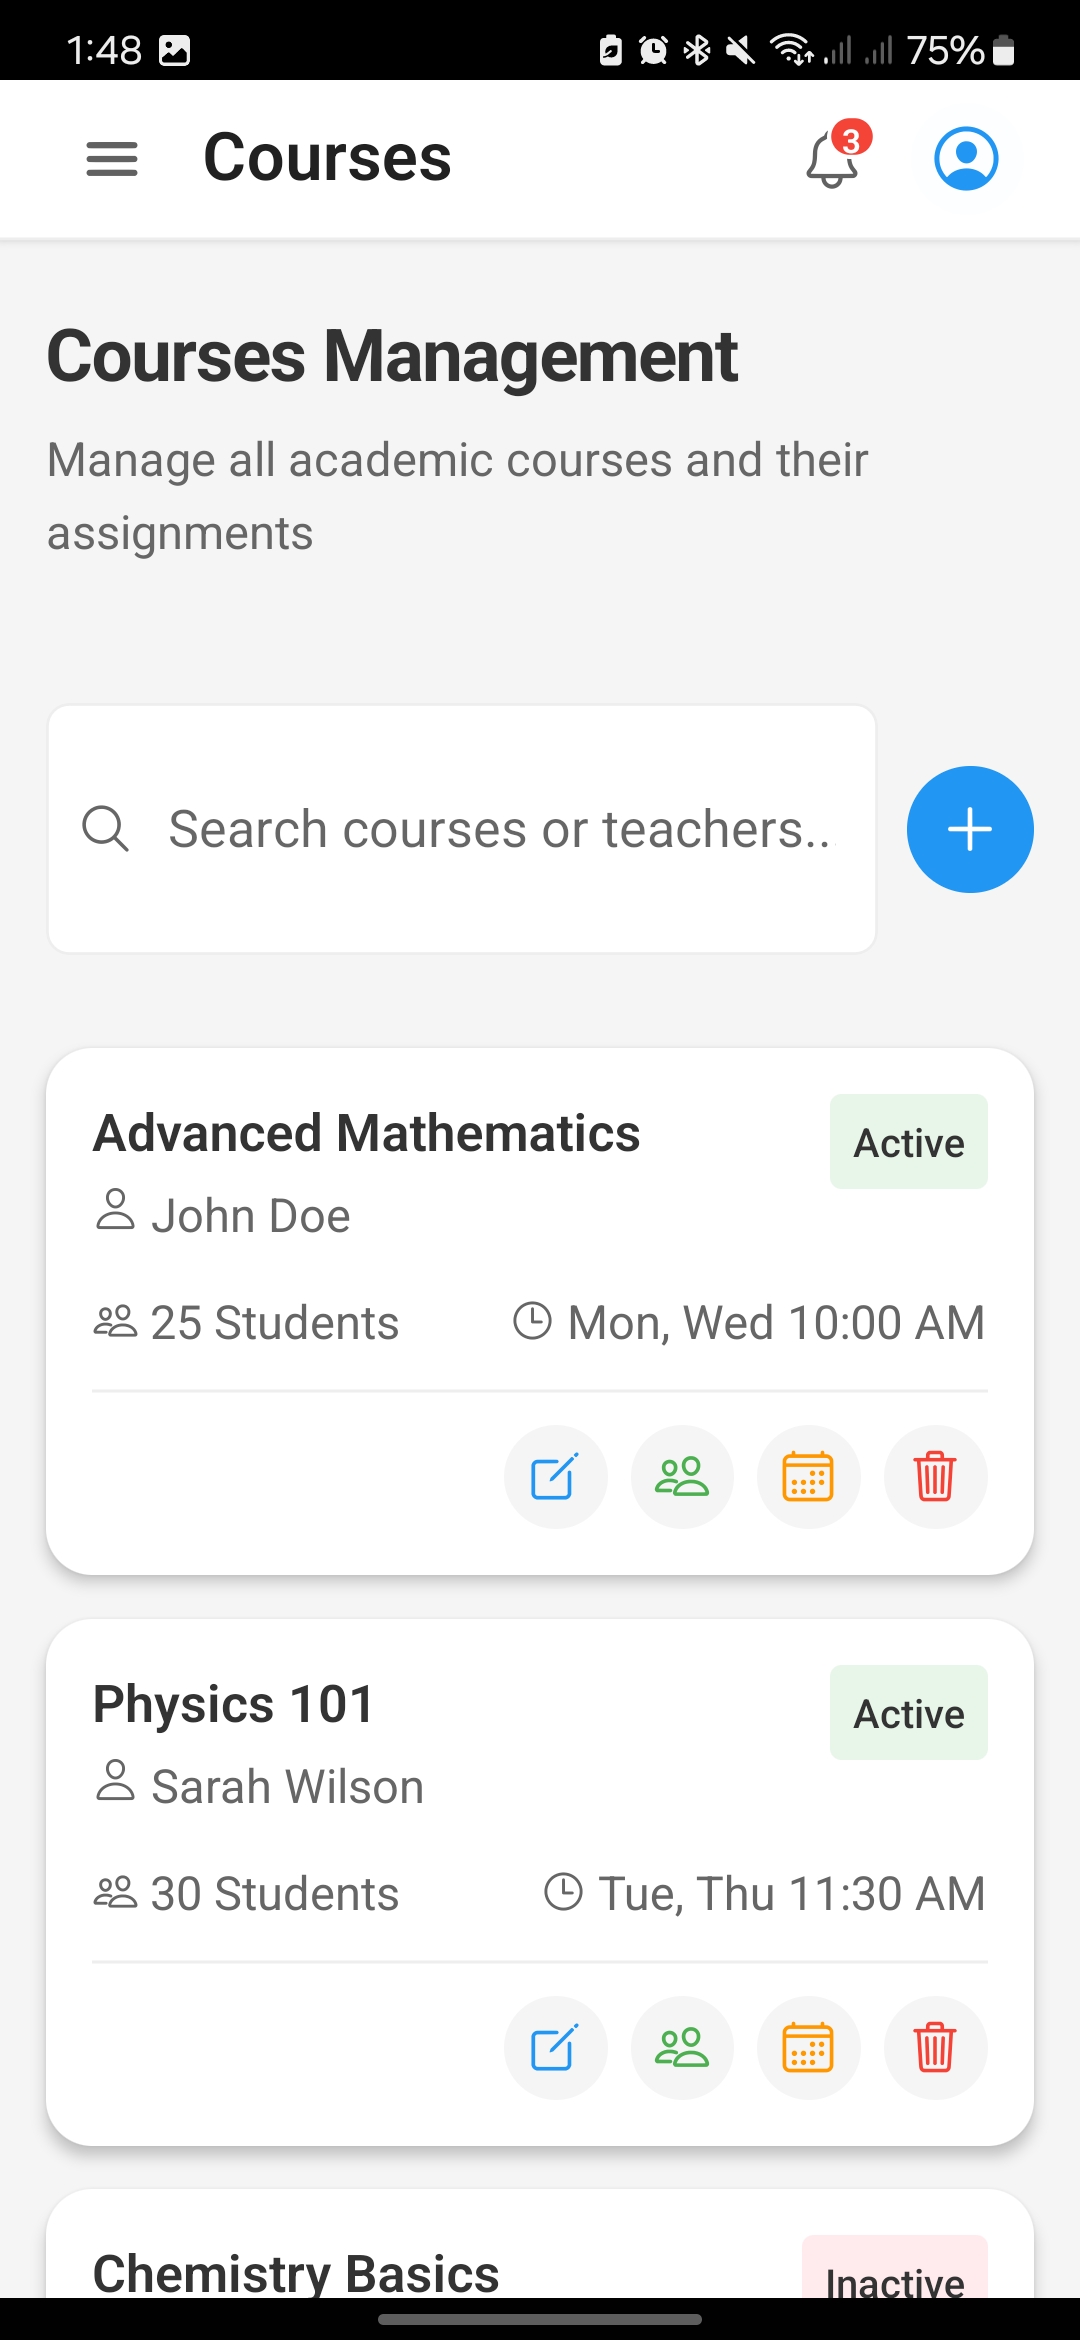 1:48 75%
Courses 3
Courses Management
Manage all academic courses and their
assignments
Search courses or teachers...
Advanced Mathematics Active
John Doe
25 Students Mon, Wed 10:00 AM
Physics 101 Active
Sarah Wilson
30 Students Tue, Thu 11:30 AM
Chemistry Basics Inactive